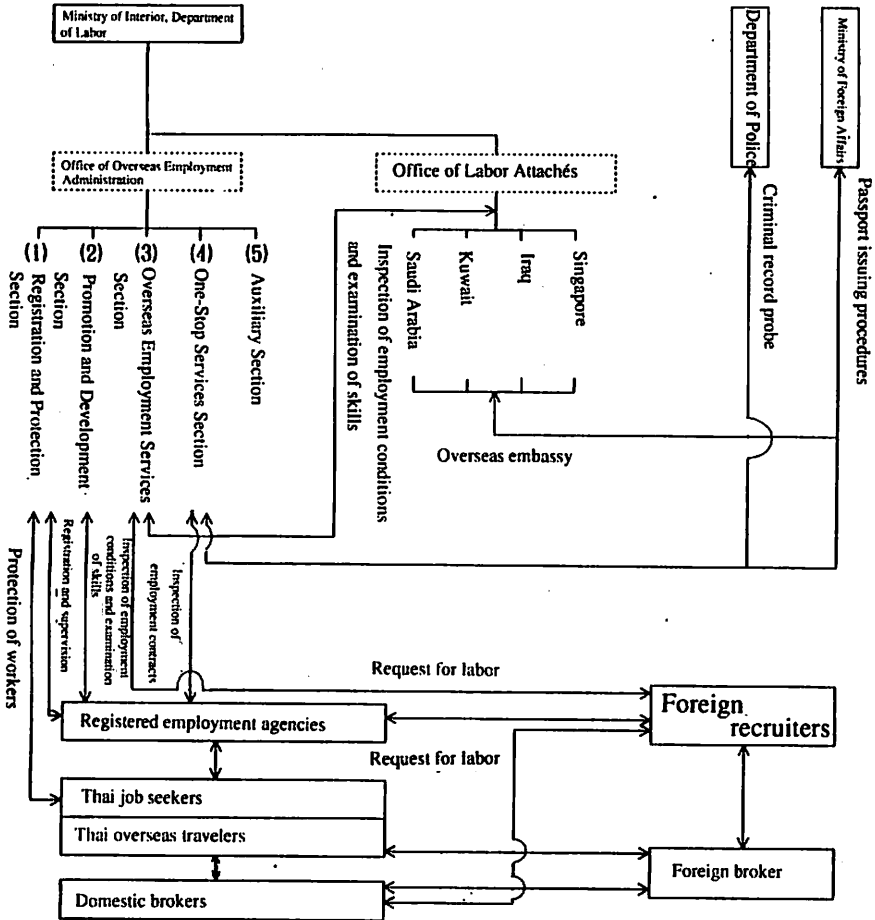 Ministry of Interior, Department
of Labor
Department of Police
Ministry of Foreign Affairs
Office of Overseas Employment
Administration
Office of Labor Attachés
Criminal record probe
Passport issuing procedures
(1)
(2)
(3)
(4)
(5)
Registration and Protection
Section
Promotion and Development
Section
Overseas Employment Services
Section
One-Stop Services Section
Auxiliary Section
Inspection of employment conditions
and examination of skills
Saudi Arabia
Kuwait
Iraq
Singapore
Overseas embassy
Protection of workers
Registration and supervision
Inspection of employment
conditions and examination
of skills
Inspection of
employment contracts
Request for labor
Registered employment agencies
Foreign
recruiters
Request for labor
Thai job seekers
Thai overseas travelers
Foreign broker
Domestic brokers